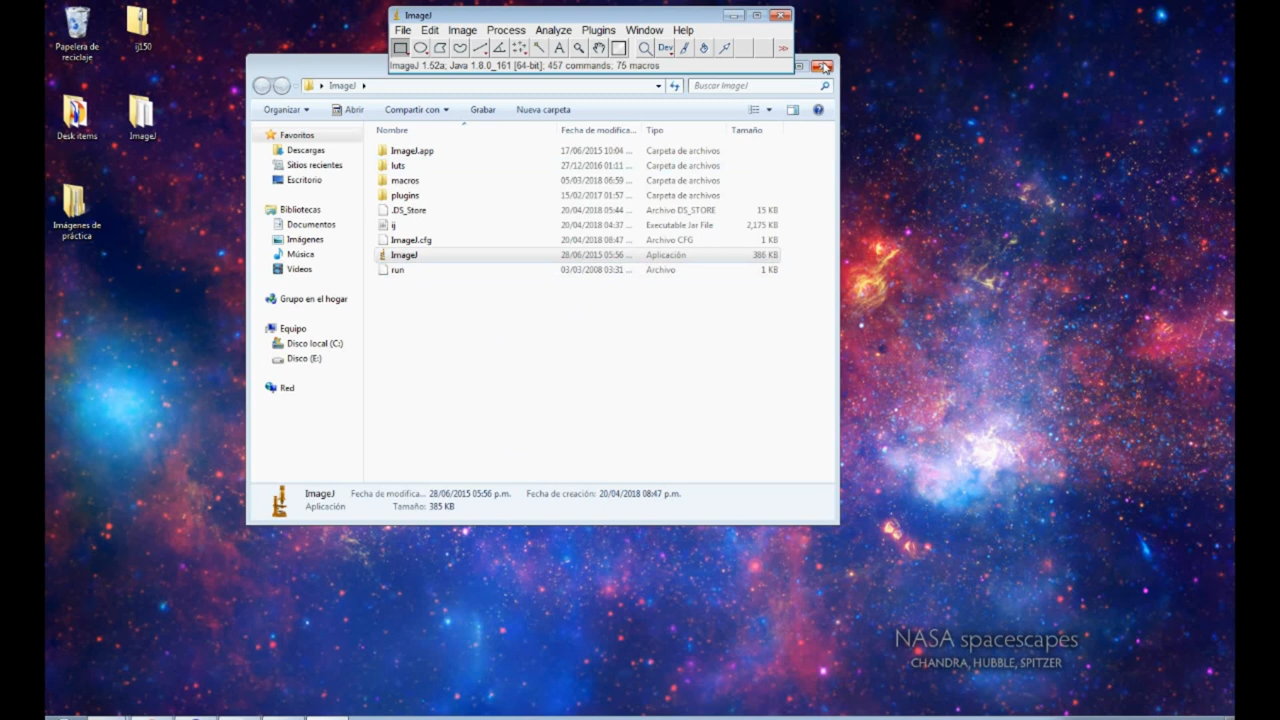 Papelera de
reciclaje
ij150
Desk items
ImageJ
Imágenes de
práctica
ImageJ
File Edit Image Process Analyze Plugins Window Help
A Dev
ImageJ 1.52a; Java 1.8.0_161 [64-bit]; 457 commands; 75 macros
ImageJ
Buscar ImageJ
Organizar Abrir Compartir con Grabar Nueva carpeta
Nombre Fecha de modifica... Tipo Tamaño
Favoritos
Descargas
Sitios recientes
Escritorio
Bibliotecas
Documentos
Imágenes
Música
Vídeos
Grupo en el hogar
Equipo
Disco local (C:)
Disco (E:)
Red
ImageJ.app 17/06/2015 10:04 ... Carpeta de archivos
luts 27/12/2016 01:11 ... Carpeta de archivos
macros 05/03/2018 06:59 ... Carpeta de archivos
plugins 15/02/2017 01:57 ... Carpeta de archivos
.DS_Store 20/04/2018 05:44 ... Archivo DS_STORE 15 KB
ij 20/04/2018 04:37 ... Executable Jar File 2,175 KB
ImageJ.cfg 20/04/2018 08:47 ... Archivo CFG 1 KB
ImageJ 28/06/2015 05:56 ... Aplicación 386 KB
run 03/03/2008 03:31 ... Archivo 1 KB
ImageJ Fecha de modifica... 28/06/2015 05:56 p.m. Fecha de creación: 20/04/2018 08:47 p.m.
Aplicación Tamaño: 385 KB
NASA spacescapes
CHANDRA, HUBBLE, SPITZER